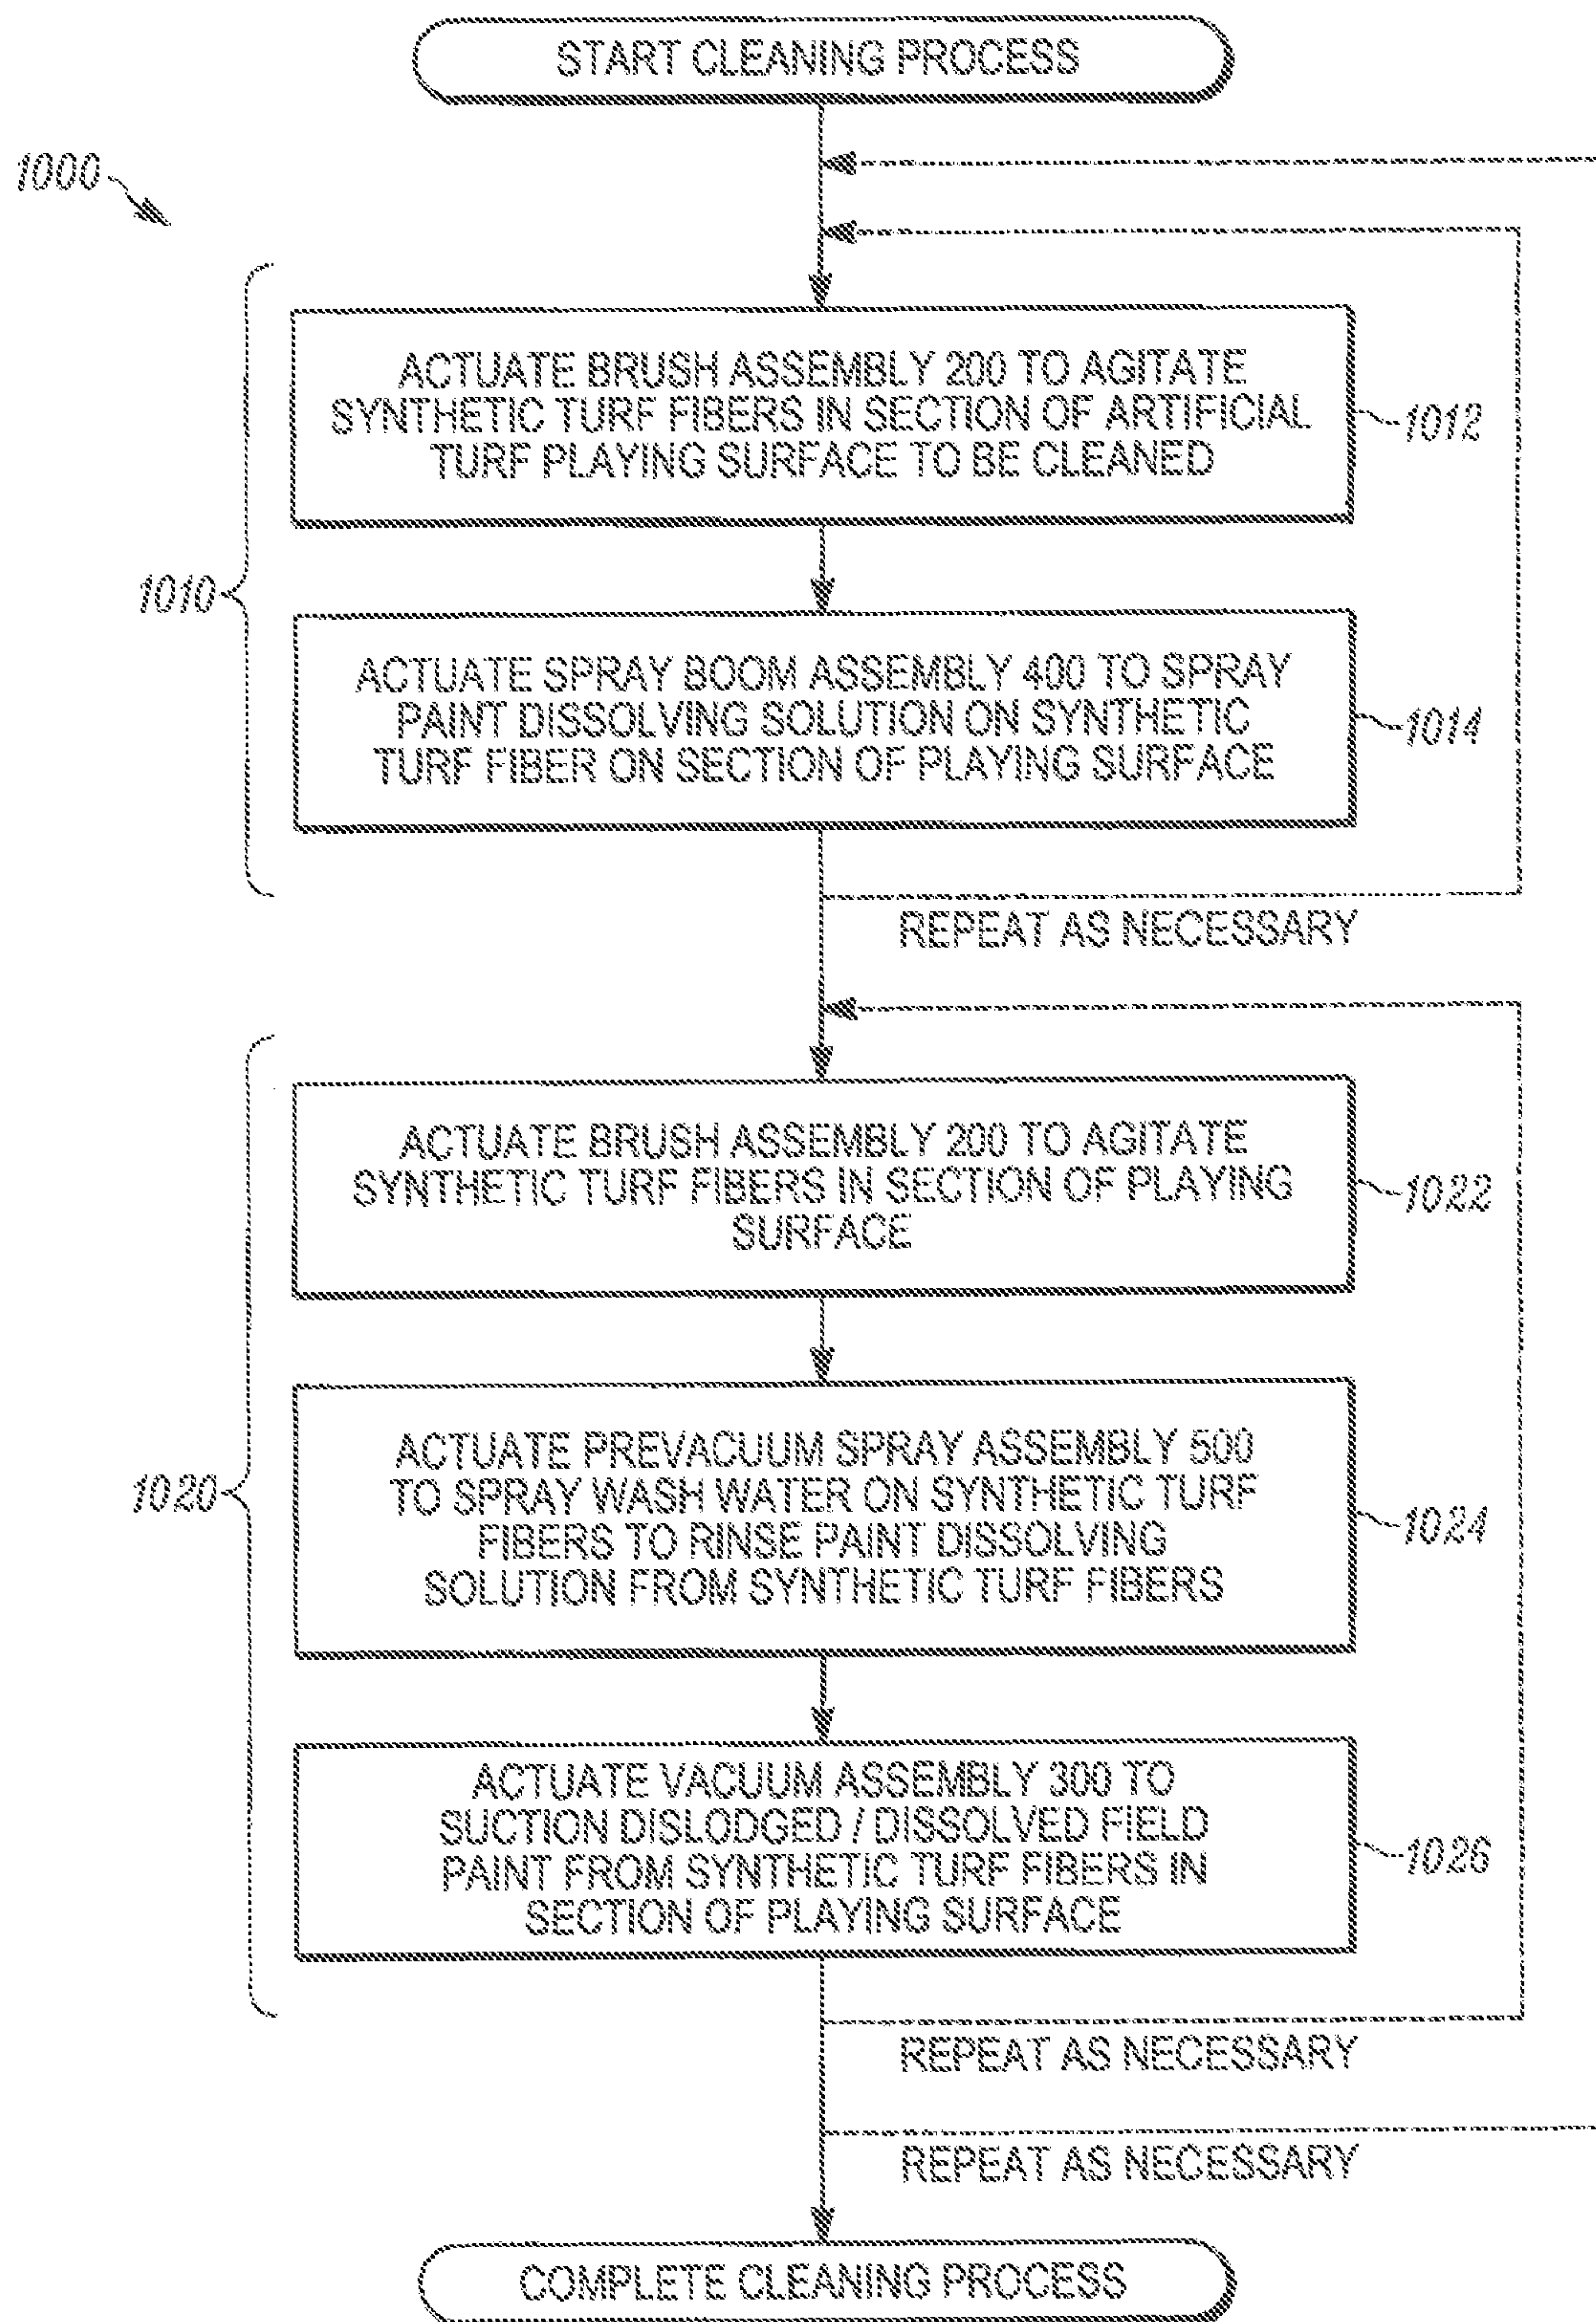 START CLEANING PROCESS
1000
ACTUATE BRUSH ASSEMBLY 200 TO AGITATE
SYNTHETIC TURF FIBERS IN SECTION OF ARTIFICIAL
TURF PLAYING SURFACE TO BE CLEANED
1012
1010
ACTUATE SPRAY BOOM ASSEMBLY 400 TO SPRAY
PAINT DISSOLVING SOLUTION ON SYNTHETIC
TURF FIBER ON SECTION OF PLAYING SURFACE
1014
REPEAT AS NECESSARY
ACTUATE BRUSH ASSEMBLY 200 TO AGITATE
SYNTHETIC TURF FIBERS IN SECTION OF PLAYING
SURFACE
1022
1020
ACTUATE PREVACUUM SPRAY ASSEMBLY 500
TO SPRAY WASH WATER ON SYNTHETIC TURF
FIBERS TO RINSE PAINT DISSOLVING
SOLUTION FROM SYNTHETIC TURF FIBERS
1024
ACTUATE VACUUM ASSEMBLY 300 TO
SUCTION DISLODGED / DISSOLVED FIELD
PAINT FROM SYNTHETIC TURF FIBERS IN
SECTION OF PLAYING SURFACE
1026
REPEAT AS NECESSARY
REPEAT AS NECESSARY
COMPLETE CLEANING PROCESS